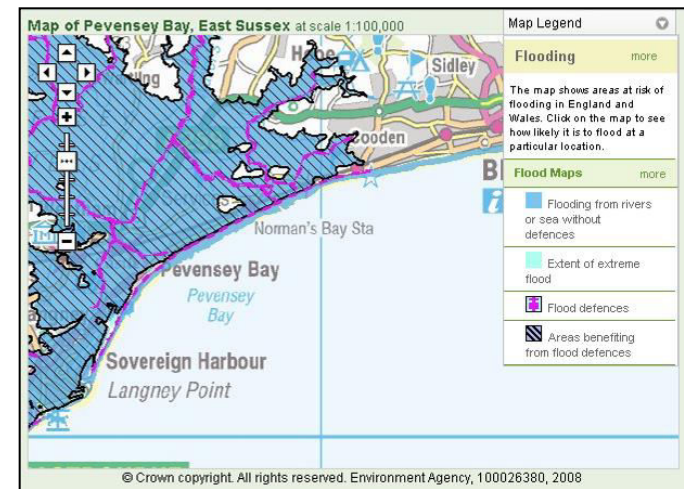 Map of Pevensey Bay, East Sussex at scale 1:100,000
Map Legend
Flooding more
The map shows areas at risk of
flooding in England and
Wales. Click on the map to see
how likely it is to flood at a
particular location.
Flood Maps more
Flooding from rivers
or sea without
defences
Extent of extreme
flood
Flood defences
Areas benefiting
from flood defences
Sidley
Cooden
Norman's Bay Sta
Pevensey Bay
Pevensey
Bay
Sovereign Harbour
Langney Point
© Crown copyright. All rights reserved. Environment Agency, 100026380, 2008